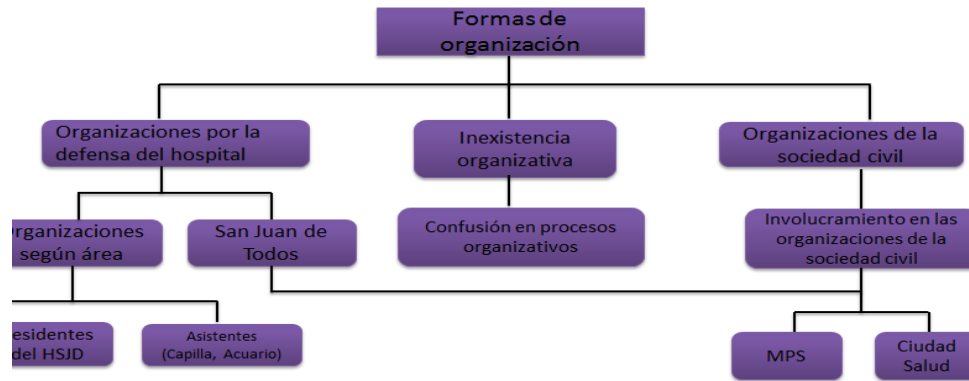 Formas de
organización
Organizaciones por la
defensa del hospital
Inexistencia
organizativa
Organizaciones de la
sociedad civil
rganizaciones
según área
San Juan de
Todos
Confusión en procesos
organizativos
Involucramiento en las
organizaciones de la
sociedad civil
esidentes
del HSJD
Asistentes
(Capilla, Acuario)
MPS
Ciudad
Salud